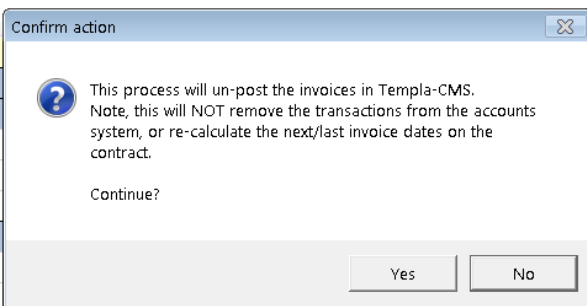 Confirm action
This process will un-post the invoices in Templa-CMS.
Note, this will NOT remove the transactions from the accounts
system, or re-calculate the next/last invoice dates on the
contract.
Continue?
Yes
No